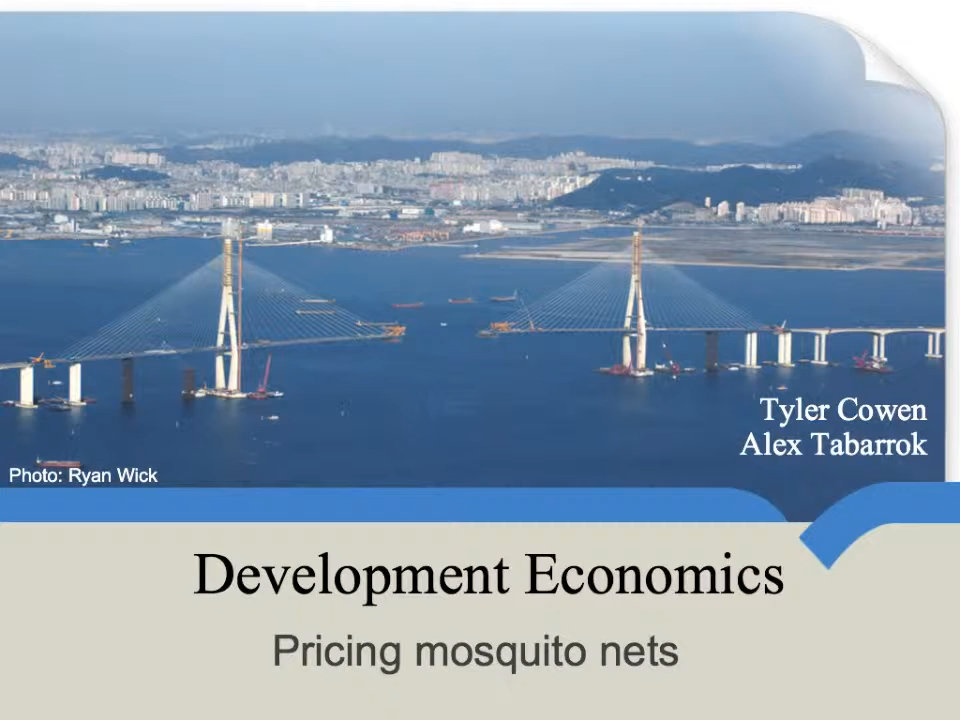 Tyler Cowen
Alex Tabarrok
Photo: Ryan Wick
Development Economics
Pricing mosquito nets